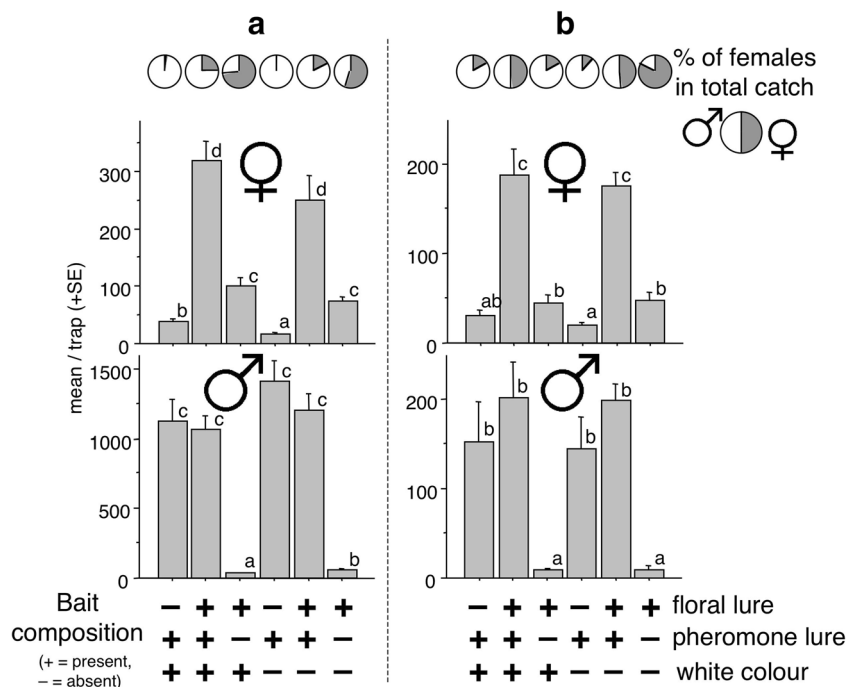 a b
% of females
in total catch
♂ ♀
mean / trap (+SE)
♀
300
200
100
0
b d c a d c
♀
200
100
0
ab c b a c b
♂
1500
1000
500
0
c c a c c b
♂
200
100
0
b b a b b a
Bait
composition
(+ = present,
– = absent)
– + + – + + – + + – + + floral lure
+ + – + + – + + – + + – pheromone lure
+ + + – – – + + + – – – white colour